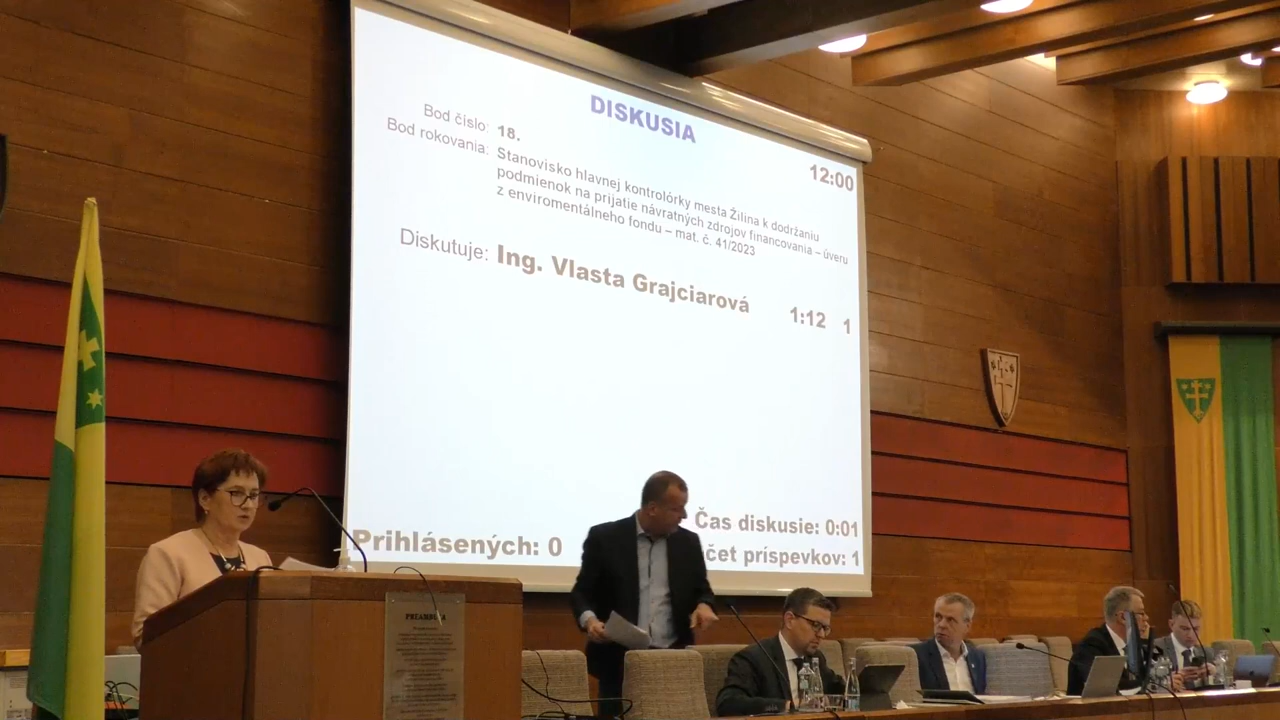 DISKUSIA
Bod číslo: 18.
12:00
Bod rokovania: Stanovisko hlavnej kontrolórky mesta Žilina k dodržaniu
podmienok na prijatie návratných zdrojov financovania – úveru
z enviromentálneho fondu – mat. č. 41/2023
Diskutuje: Ing. Vlasta Grajciarová 1:12 1
Čas diskusie: 0:01
Prihlásených: 0
čet príspevkov: 1
PREAMBULA